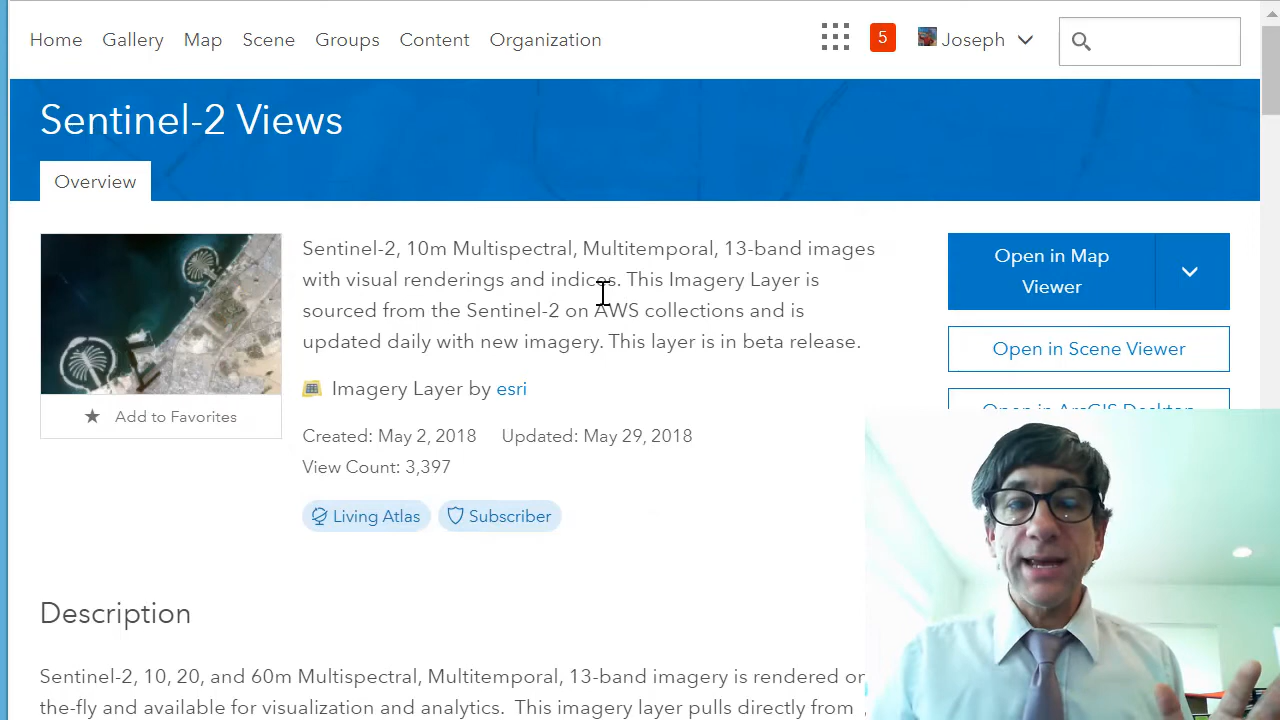 Home Gallery Map Scene Groups Content Organization 5 Joseph
Sentinel-2 Views
Overview
Sentinel-2, 10m Multispectral, Multitemporal, 13-band images
with visual renderings and indices. This Imagery Layer is
sourced from the Sentinel-2 on AWS collections and is
updated daily with new imagery. This layer is in beta release.
Open in Map
Viewer
Open in Scene Viewer
Open in ArcGIS Desktop
Imagery Layer by esri
Add to Favorites
Created: May 2, 2018 Updated: May 29, 2018
View Count: 3,397
Living Atlas Subscriber
Description
Sentinel-2, 10, 20, and 60m Multispectral, Multitemporal, 13-band imagery is rendered on
the-fly and available for visualization and analytics. This imagery layer pulls directly from